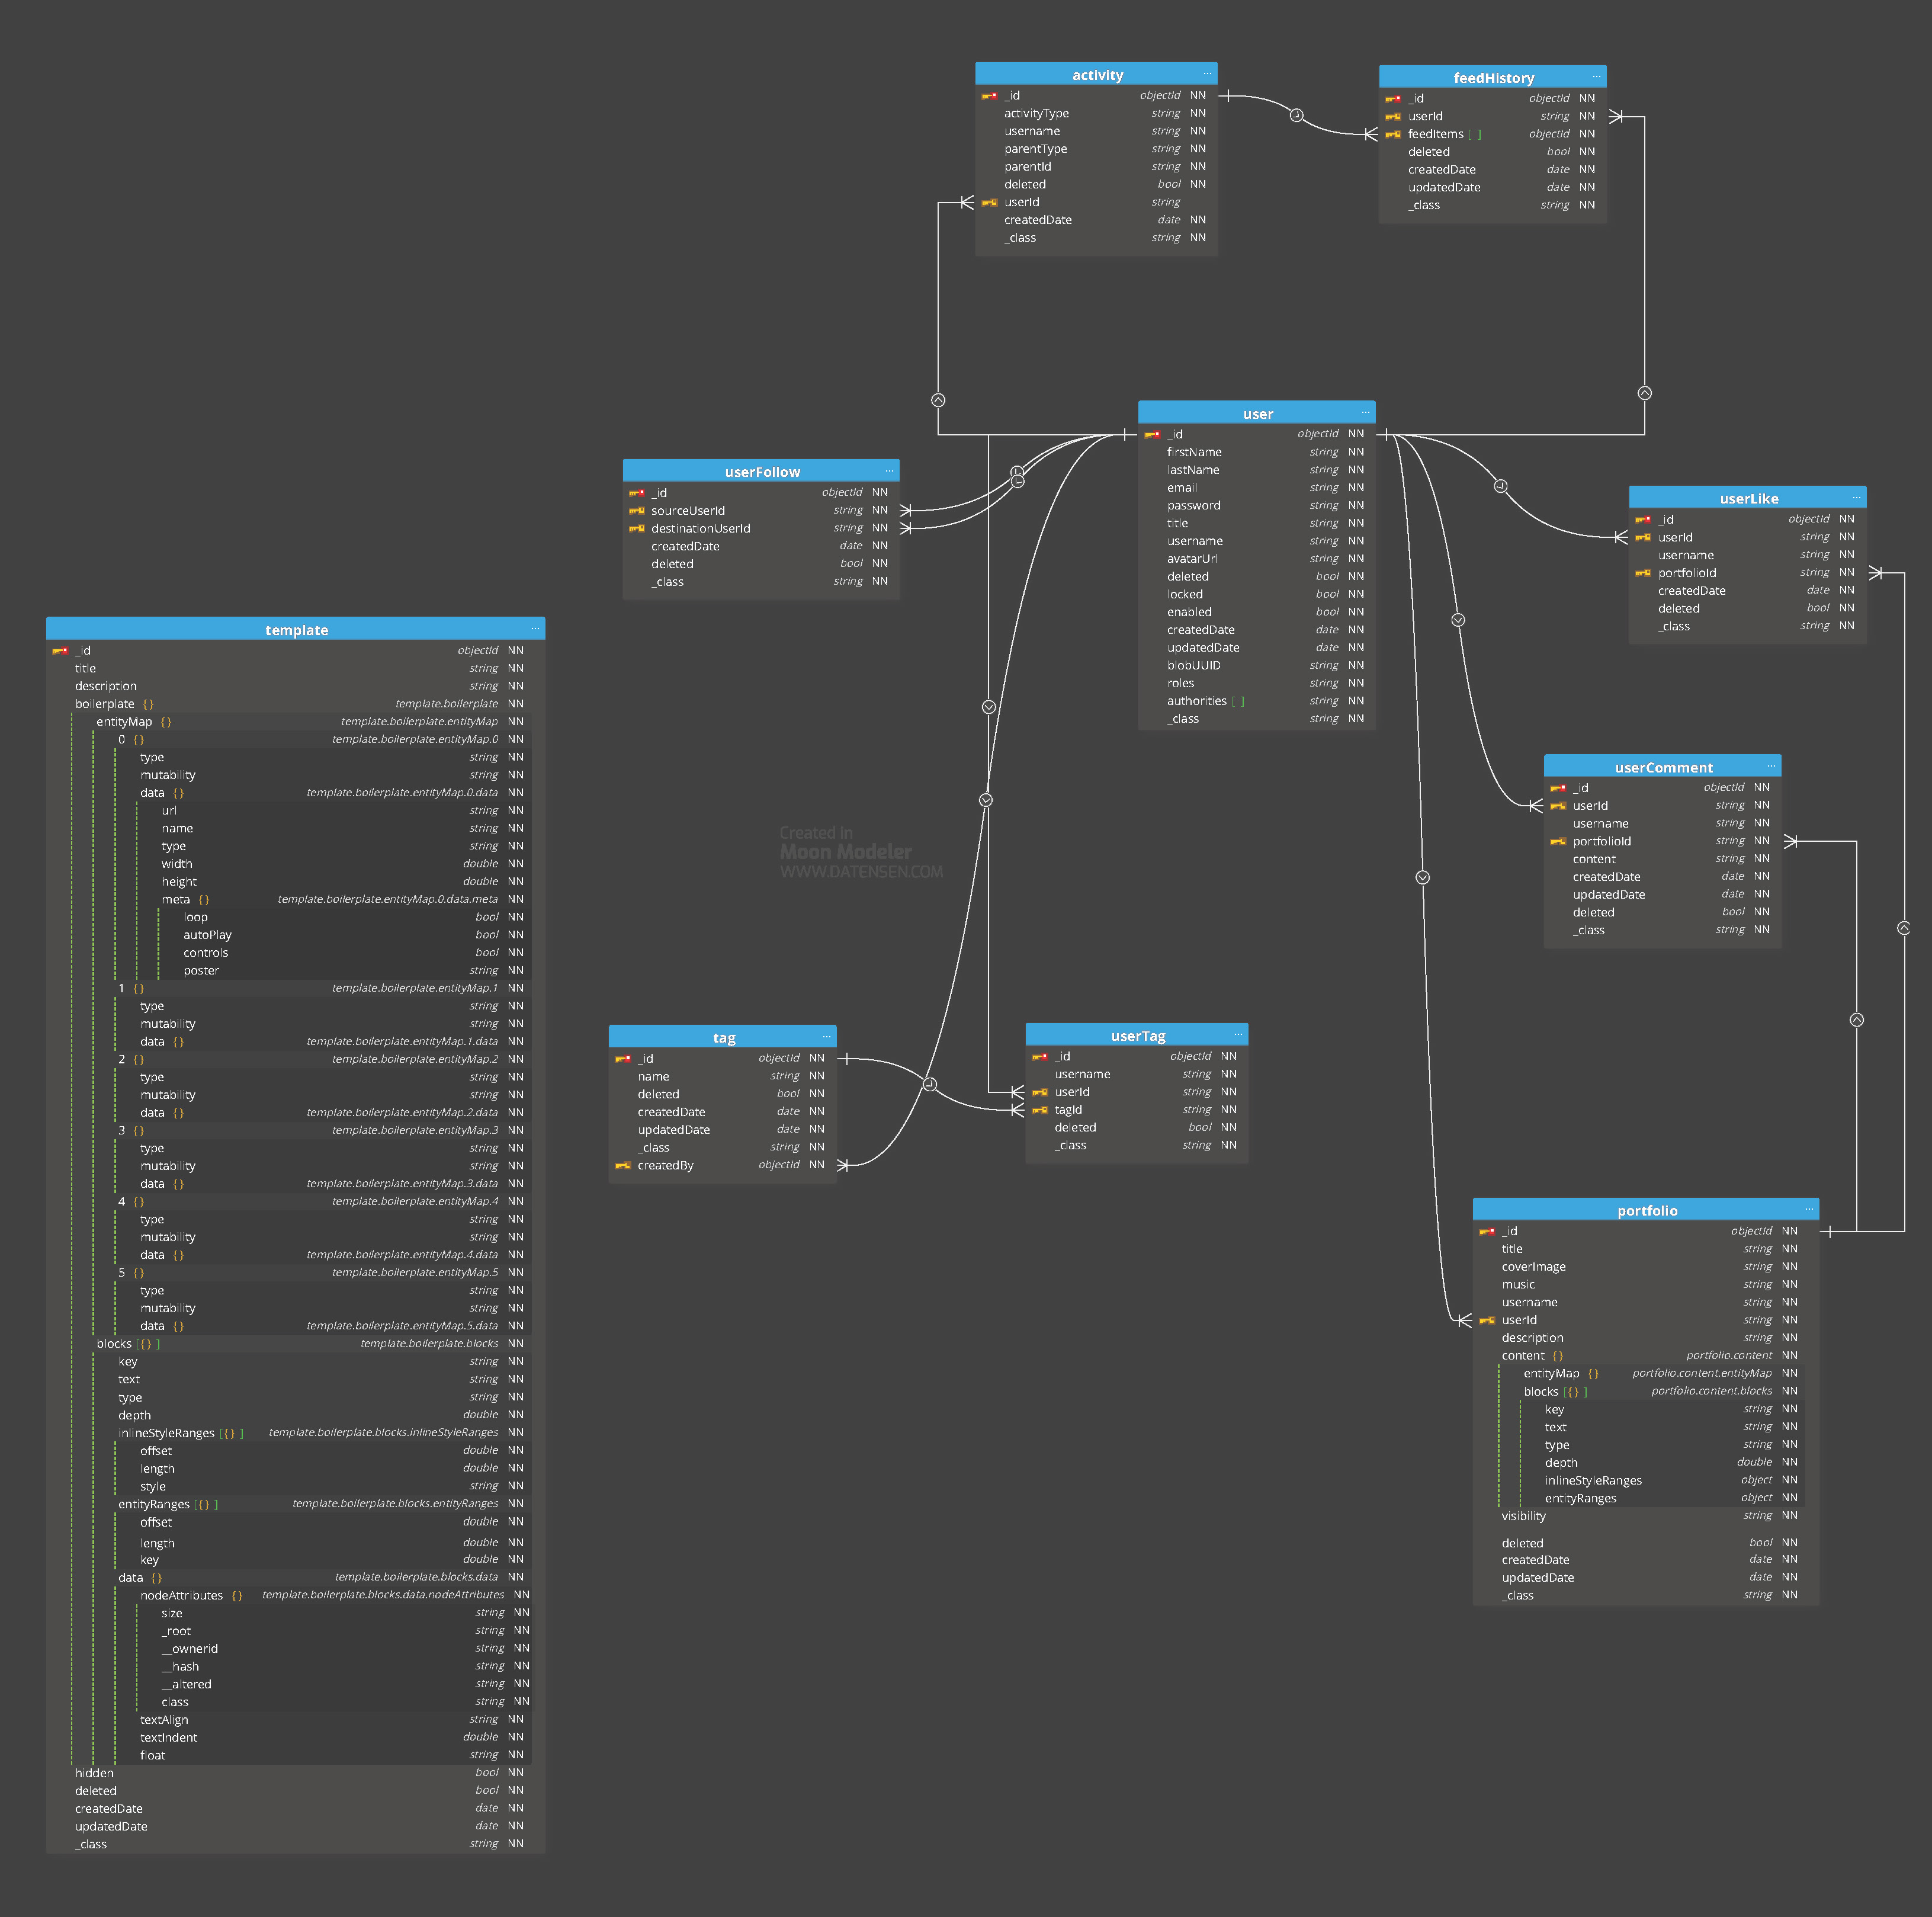 activity ...
_id objectId NN
activityType string NN
username string NN
parentType string NN
parentId string NN
deleted bool NN
userId string
createdDate date NN
_class string NN
feedHistory ...
_id objectId NN
userId string NN
feedItems [ ] objectId NN
deleted bool NN
createdDate date NN
updatedDate date NN
_class string NN
user ...
_id objectId NN
firstName string NN
lastName string NN
email string NN
password string NN
title string NN
username string NN
avatarUrl string NN
deleted bool NN
locked bool NN
enabled bool NN
createdDate date NN
updatedDate date NN
blobUUID string NN
roles string NN
authorities [ ] string NN
_class string NN
userFollow ...
_id objectId NN
sourceUserId string NN
destinationUserId string NN
createdDate date NN
deleted bool NN
_class string NN
userLike ...
_id objectId NN
userId string NN
username string NN
portfolioId string NN
createdDate date NN
deleted bool NN
_class string NN
template ...
_id objectId NN
title string NN
description string NN
boilerplate {} template.boilerplate NN
entityMap {} template.boilerplate.entityMap NN
0 {} template.boilerplate.entityMap.0 NN
type string NN
mutability string NN
data {} template.boilerplate.entityMap.0.data NN
url string NN
name string NN
type string NN
width double NN
height double NN
meta {} template.boilerplate.entityMap.0.data.meta NN
loop bool NN
autoPlay bool NN
controls bool NN
poster string NN
1 {} template.boilerplate.entityMap.1 NN
type string NN
mutability string NN
data {} template.boilerplate.entityMap.1.data NN
2 {} template.boilerplate.entityMap.2 NN
type string NN
mutability string NN
data {} template.boilerplate.entityMap.2.data NN
3 {} template.boilerplate.entityMap.3 NN
type string NN
mutability string NN
data {} template.boilerplate.entityMap.3.data NN
4 {} template.boilerplate.entityMap.4 NN
type string NN
mutability string NN
data {} template.boilerplate.entityMap.4.data NN
5 {} template.boilerplate.entityMap.5 NN
type string NN
mutability string NN
data {} template.boilerplate.entityMap.5.data NN
blocks [{} ] template.boilerplate.blocks NN
key string NN
text string NN
type string NN
depth double NN
inlineStyleRanges [{} ] template.boilerplate.blocks.inlineStyleRanges NN
offset double NN
length double NN
style string NN
entityRanges [{} ] template.boilerplate.blocks.entityRanges NN
offset double NN
length double NN
key double NN
data {} template.boilerplate.blocks.data NN
nodeAttributes {} template.boilerplate.blocks.data.nodeAttributes NN
size string NN
_root string NN
__ownerid string NN
__hash string NN
__altered string NN
class string NN
textAlign string NN
textIndent double NN
float string NN
hidden bool NN
deleted bool NN
createdDate date NN
updatedDate date NN
_class string NN
userComment ...
_id objectId NN
userId string NN
username string NN
portfolioId string NN
content string NN
createdDate date NN
updatedDate date NN
deleted bool NN
_class string NN
Created in
Moon Modeler
WWW.DATENSEN.COM
tag ...
_id objectId NN
name string NN
deleted bool NN
createdDate date NN
updatedDate date NN
_class string NN
createdBy objectId NN
userTag ...
_id objectId NN
username string NN
userId string NN
tagId string NN
deleted bool NN
_class string NN
portfolio ...
_id objectId NN
title string NN
coverImage string NN
music string NN
username string NN
userId string NN
description string NN
content {} portfolio.content NN
entityMap {} portfolio.content.entityMap NN
blocks [{} ] portfolio.content.blocks NN
key string NN
text string NN
type string NN
depth double NN
inlineStyleRanges object NN
entityRanges object NN
visibility string NN
deleted bool NN
createdDate date NN
updatedDate date NN
_class string NN